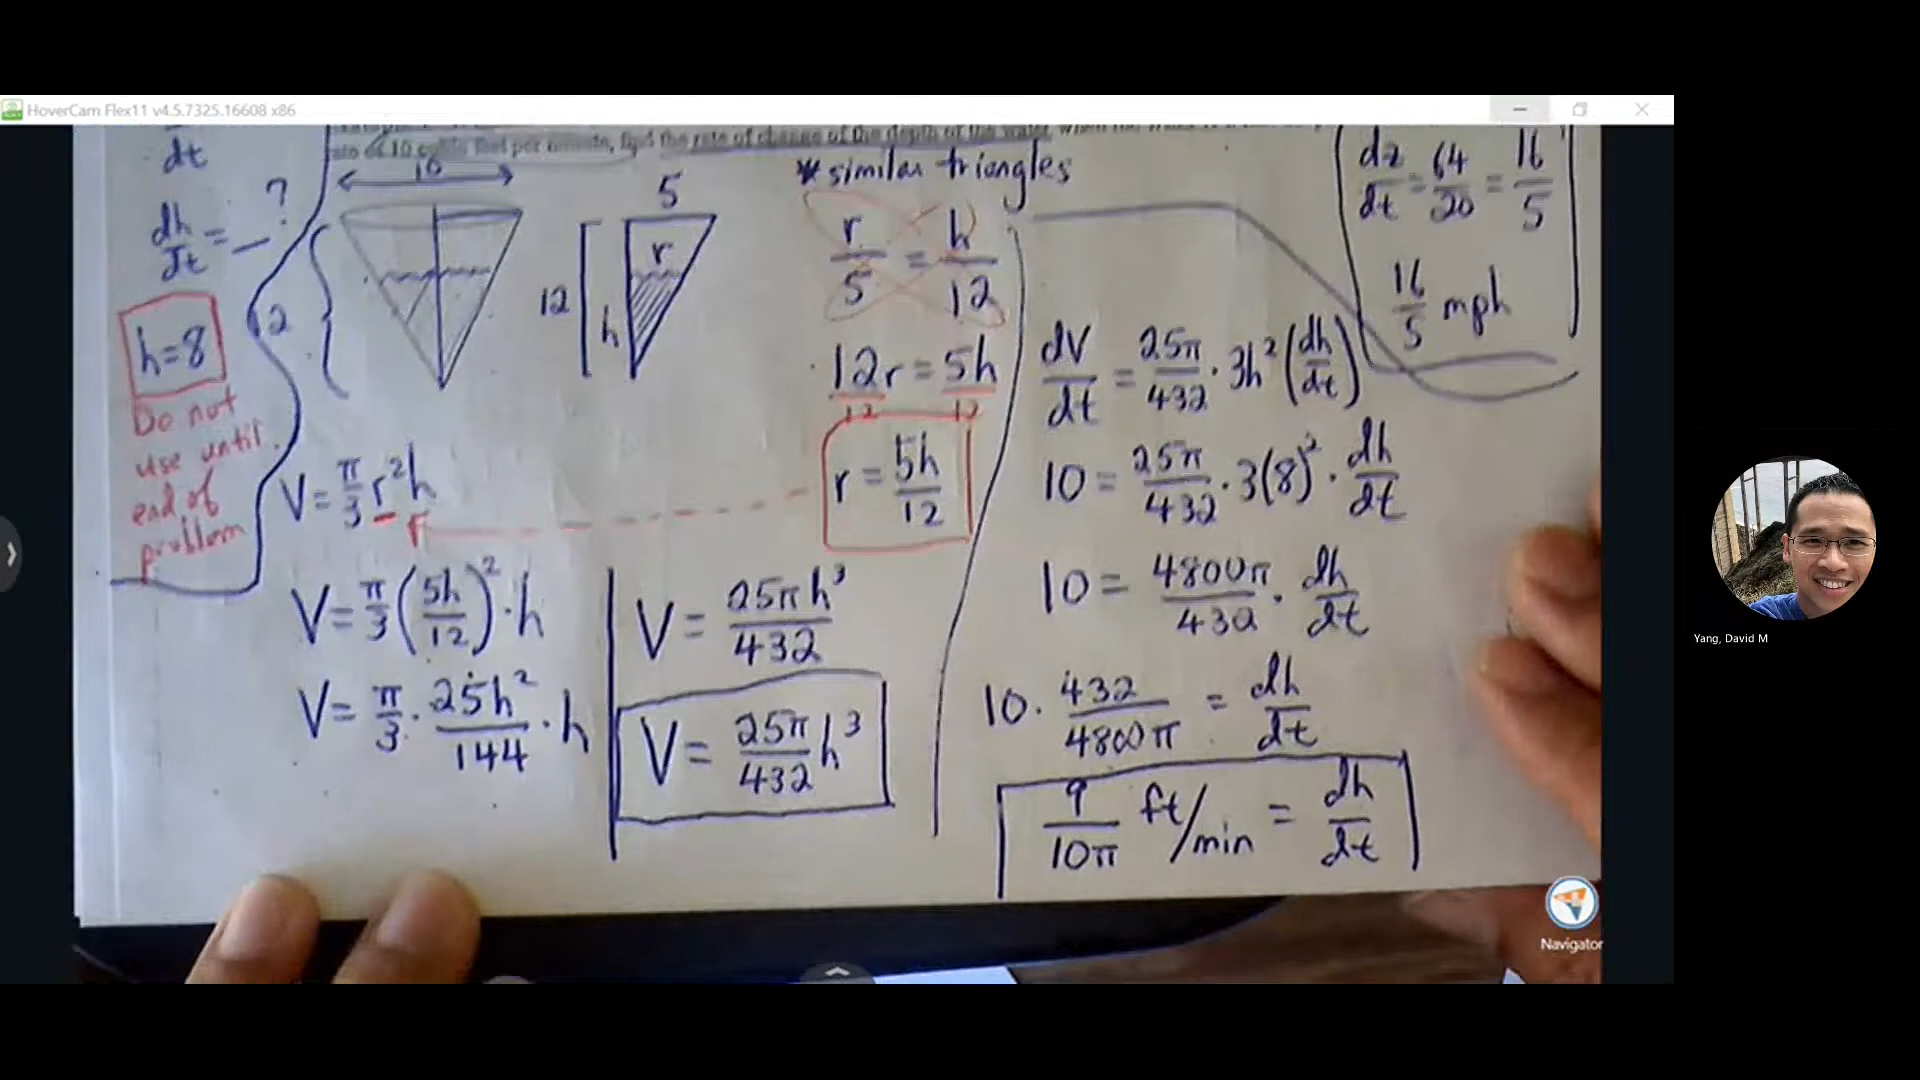 HoverCam Flex11 v4.5.7325.16608 x86
rate of 10 cubic feet per minute, find the rate of change of the depth of the water
dt
dh/dt = __ ?
h=8
Do not
use until
end of
problem
10
12
5
12
r
h
* similar triangles
r/5 = h/12
12r = 5h
12 12
r = 5h/12
V = π/3 r²h
r
V = π/3 (5h/12)² · h
V = π/3 · 25h²/144 · h
V = 25πh³/432
V = 25π/432 h³
dV/dt = 25π/432 · 3h² (dh/dt)
10 = 25π/432 · 3(8)² · dh/dt
10 = 4800π/432 · dh/dt
10 · 432/4800π = dh/dt
9/10π ft/min = dh/dt
dz/dt = 64/20 = 16/5
16/5 mph
Navigator
Yang, David M